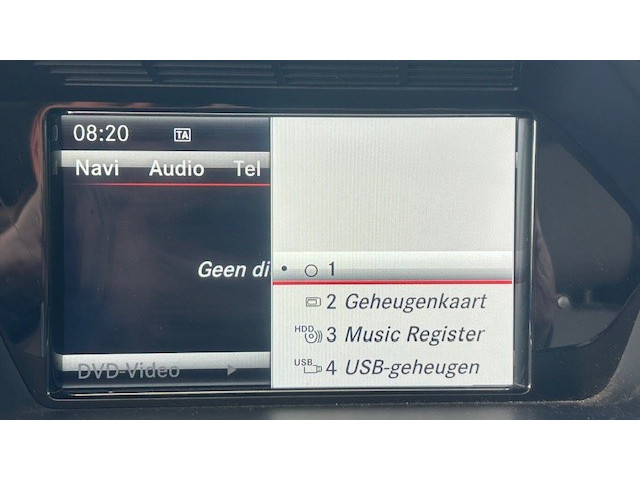 08:20 TA
Navi Audio Tel
Geen di
• 1
2 Geheugenkaart
HDD 3 Music Register
USB 4 USB-geheugen
DVD-Video